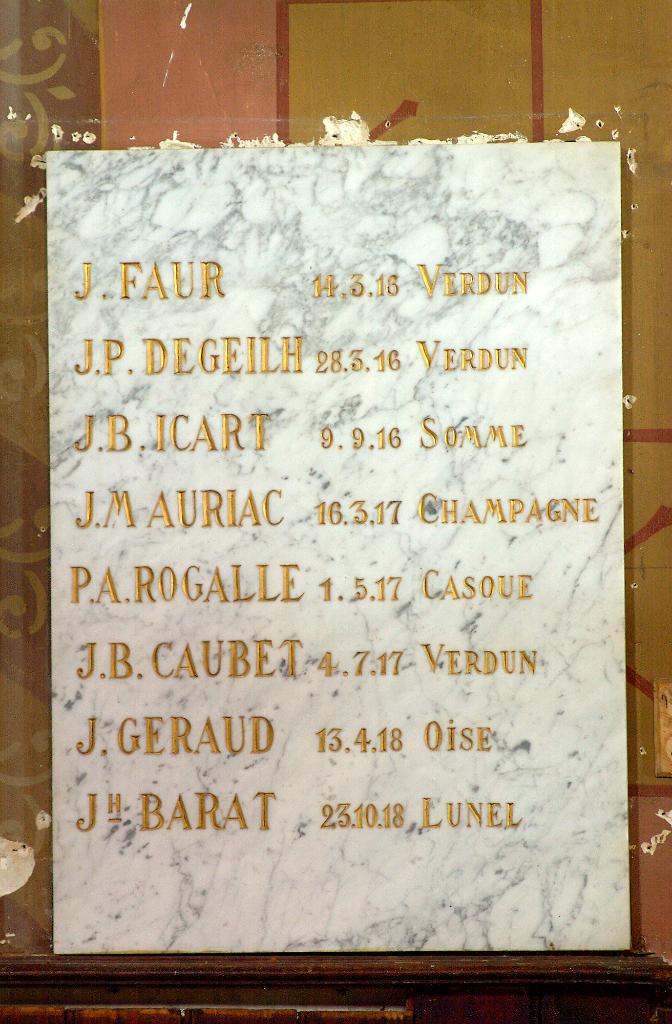 J. FAUR 14.3.16 VERDUN
J.P. DEGEILH 28.3.16 VERDUN
J.B. ICART 9.9.16 SOMME
J.M AURIAC 16.3.17 CHAMPAGNE
P.A. ROGALLE 1.5.17 CASQUE
J.B. CAUBET 4.7.17 VERDUN
J. GERAUD 13.4.18 OISE
JH BARAT 23.10.18 LUNEL